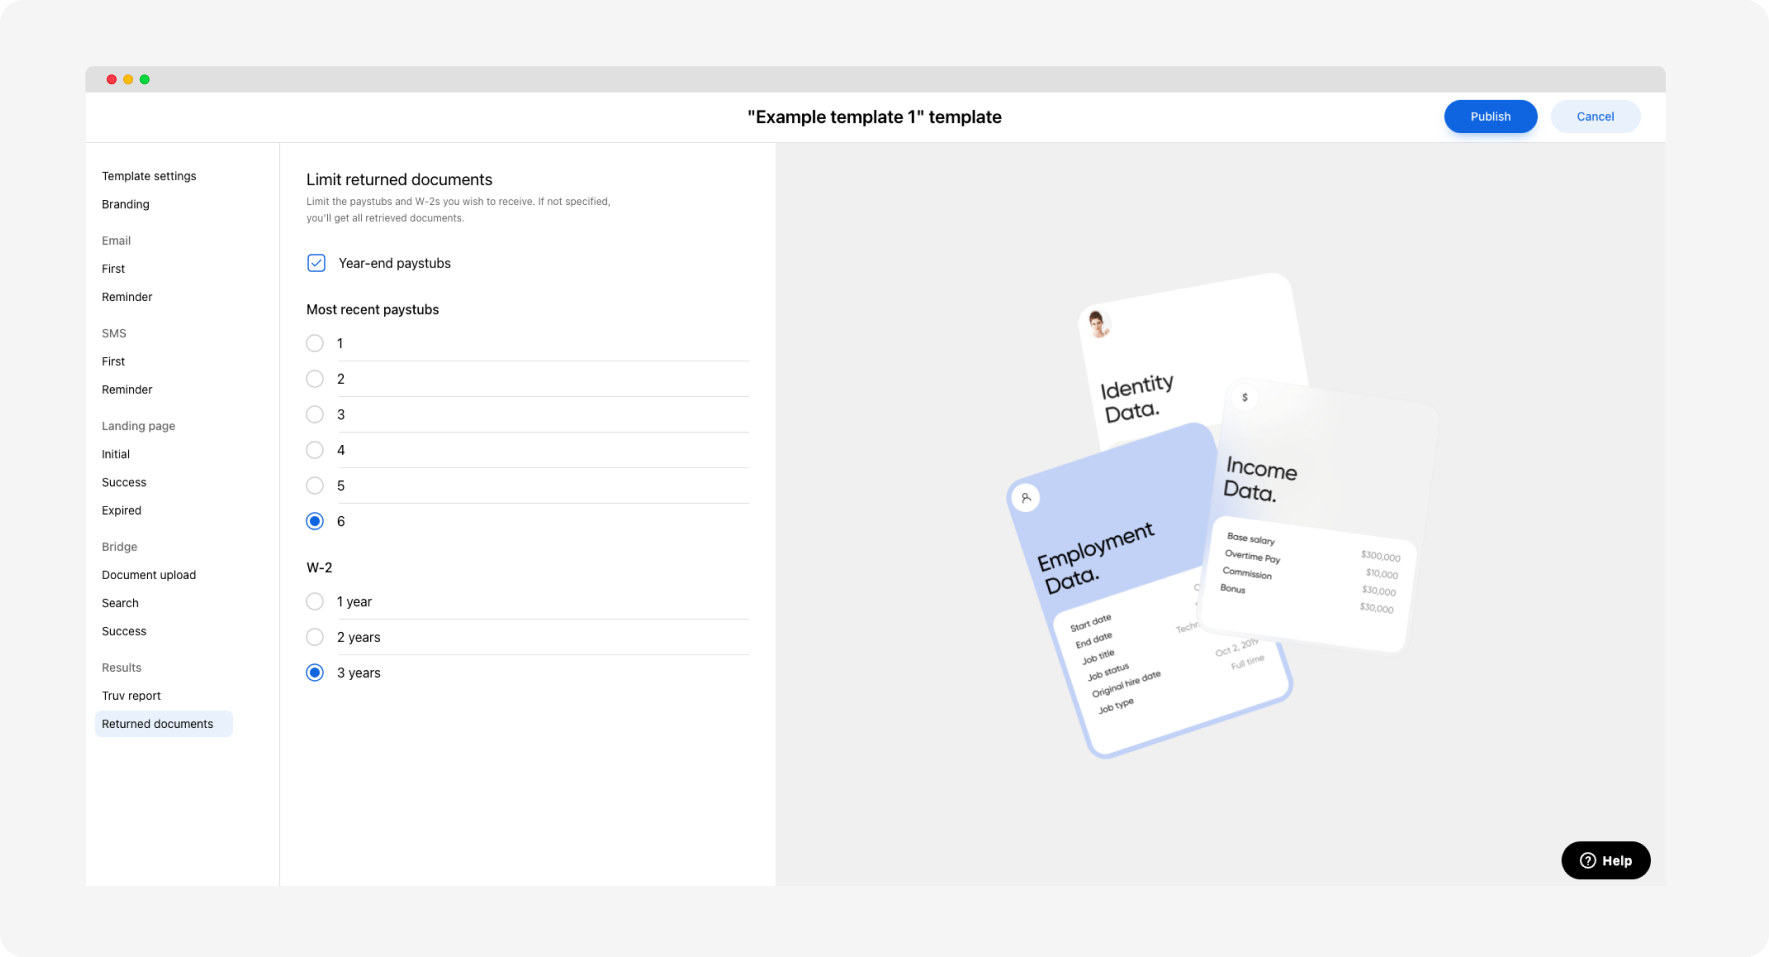 "Example template 1" template
Publish
Cancel
Template settings
Branding
Email
First
Reminder
SMS
First
Reminder
Landing page
Initial
Success
Expired
Bridge
Document upload
Search
Success
Results
Truv report
Returned documents
Limit returned documents
Limit the paystubs and W-2s you wish to receive. If not specified,
you'll get all retrieved documents.
Year-end paystubs
Most recent paystubs
1
2
3
4
5
6
W-2
1 year
2 years
3 years
Identity
Data.
$
Income
Data.
Base salary $300,000
Overtime Pay $10,000
Commission $30,000
Bonus $30,000
Employment
Data.
Start date
End date
Job title
Job status
Original hire date Oct 2, 2019
Job type Full time
Help